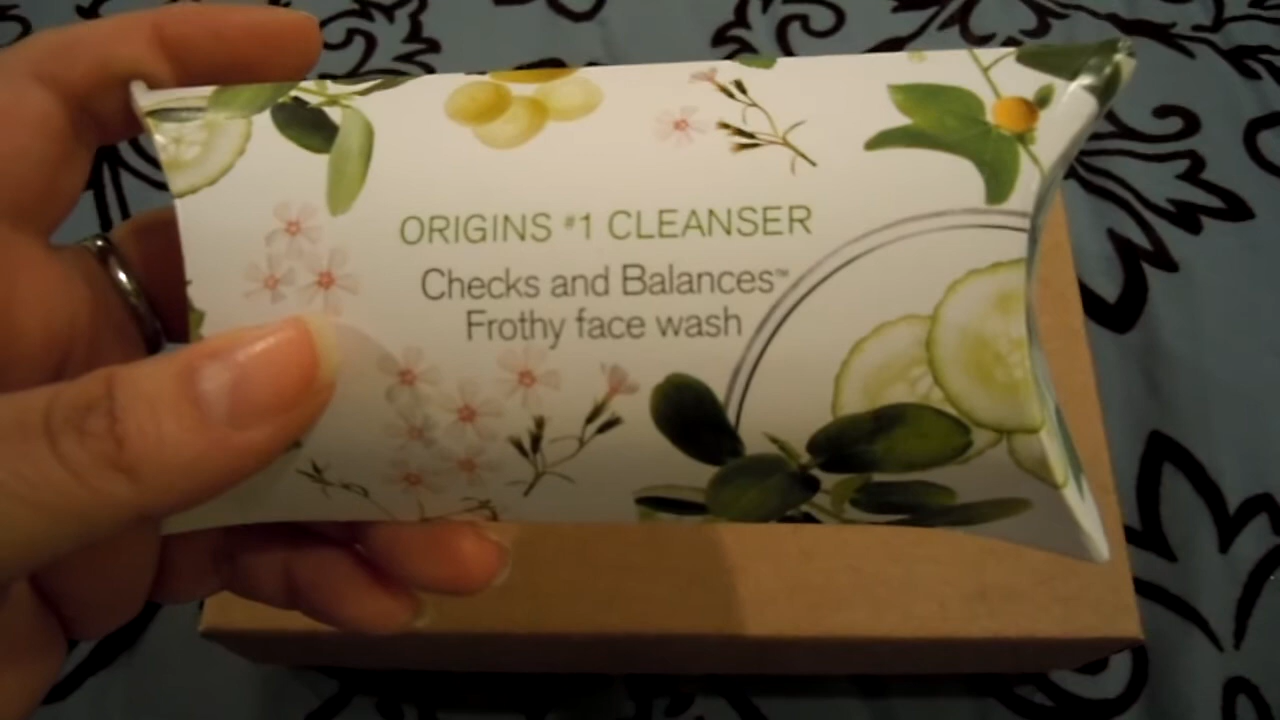 ORIGINS #1 CLEANSER
Checks and Balances™
Frothy face wash